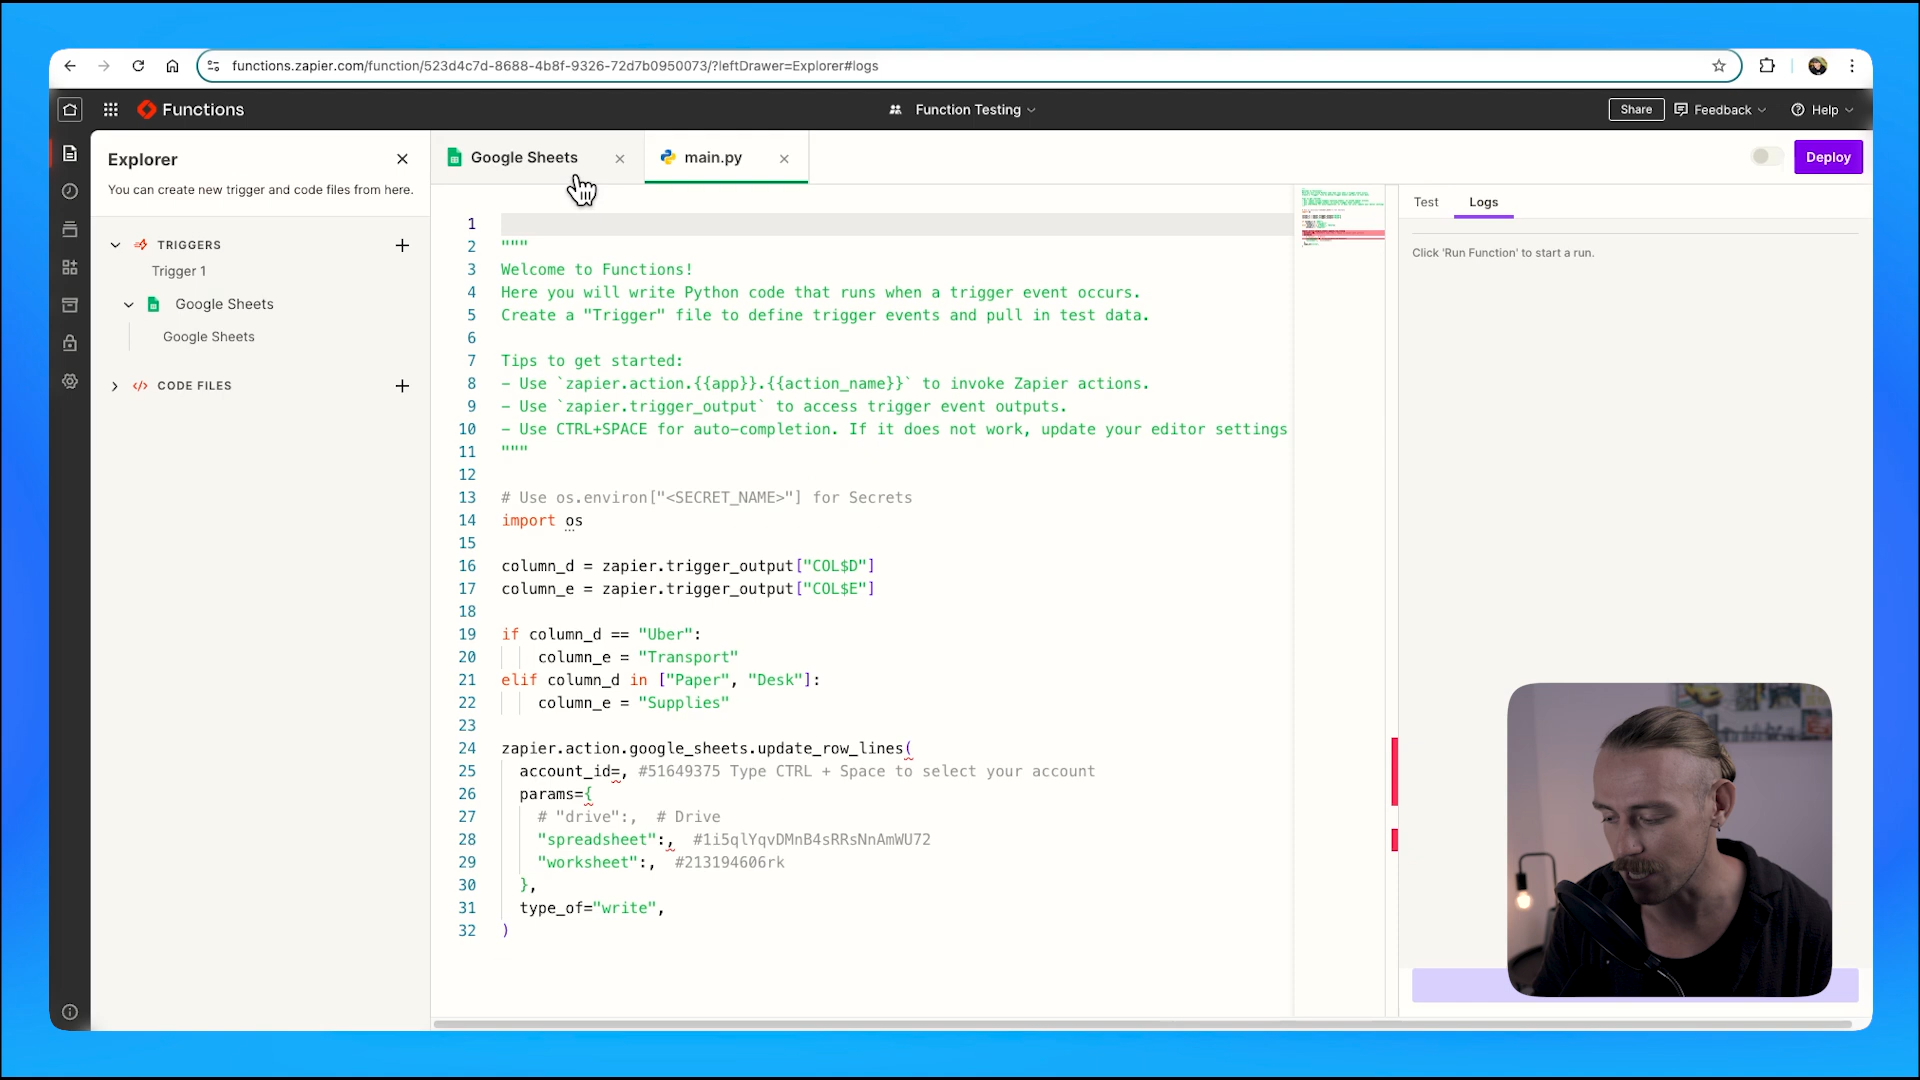 functions.zapier.com/function/523d4c7d-8688-4b8f-9326-72d7b0950073/?leftDrawer=Explorer#logs
Functions
Function Testing
Share
Feedback
Help
Explorer
You can create new trigger and code files from here.
TRIGGERS
Trigger 1
Google Sheets
Google Sheets
CODE FILES
Google Sheets
main.py
Deploy
1
2 """
3 Welcome to Functions!
4 Here you will write Python code that runs when a trigger event occurs.
5 Create a "Trigger" file to define trigger events and pull in test data.
6
7 Tips to get started:
8 - Use `zapier.action.{{app}}.{{action_name}}` to invoke Zapier actions.
9 - Use `zapier.trigger_output` to access trigger event outputs.
10 - Use CTRL+SPACE for auto-completion. If it does not work, update your editor settings
11 """
12
13 # Use os.environ["<SECRET_NAME>"] for Secrets
14 import os
15
16 column_d = zapier.trigger_output["COL$D"]
17 column_e = zapier.trigger_output["COL$E"]
18
19 if column_d == "Uber":
20 column_e = "Transport"
21 elif column_d in ["Paper", "Desk"]:
22 column_e = "Supplies"
23
24 zapier.action.google_sheets.update_row_lines(
25 account_id=, #51649375 Type CTRL + Space to select your account
26 params={
27 # "drive":, # Drive
28 "spreadsheet":, #1i5qlYqvDMnB4sRRsNnAmWU72
29 "worksheet":, #213194606rk
30 },
31 type_of="write",
32 )
Test
Logs
Click 'Run Function' to start a run.